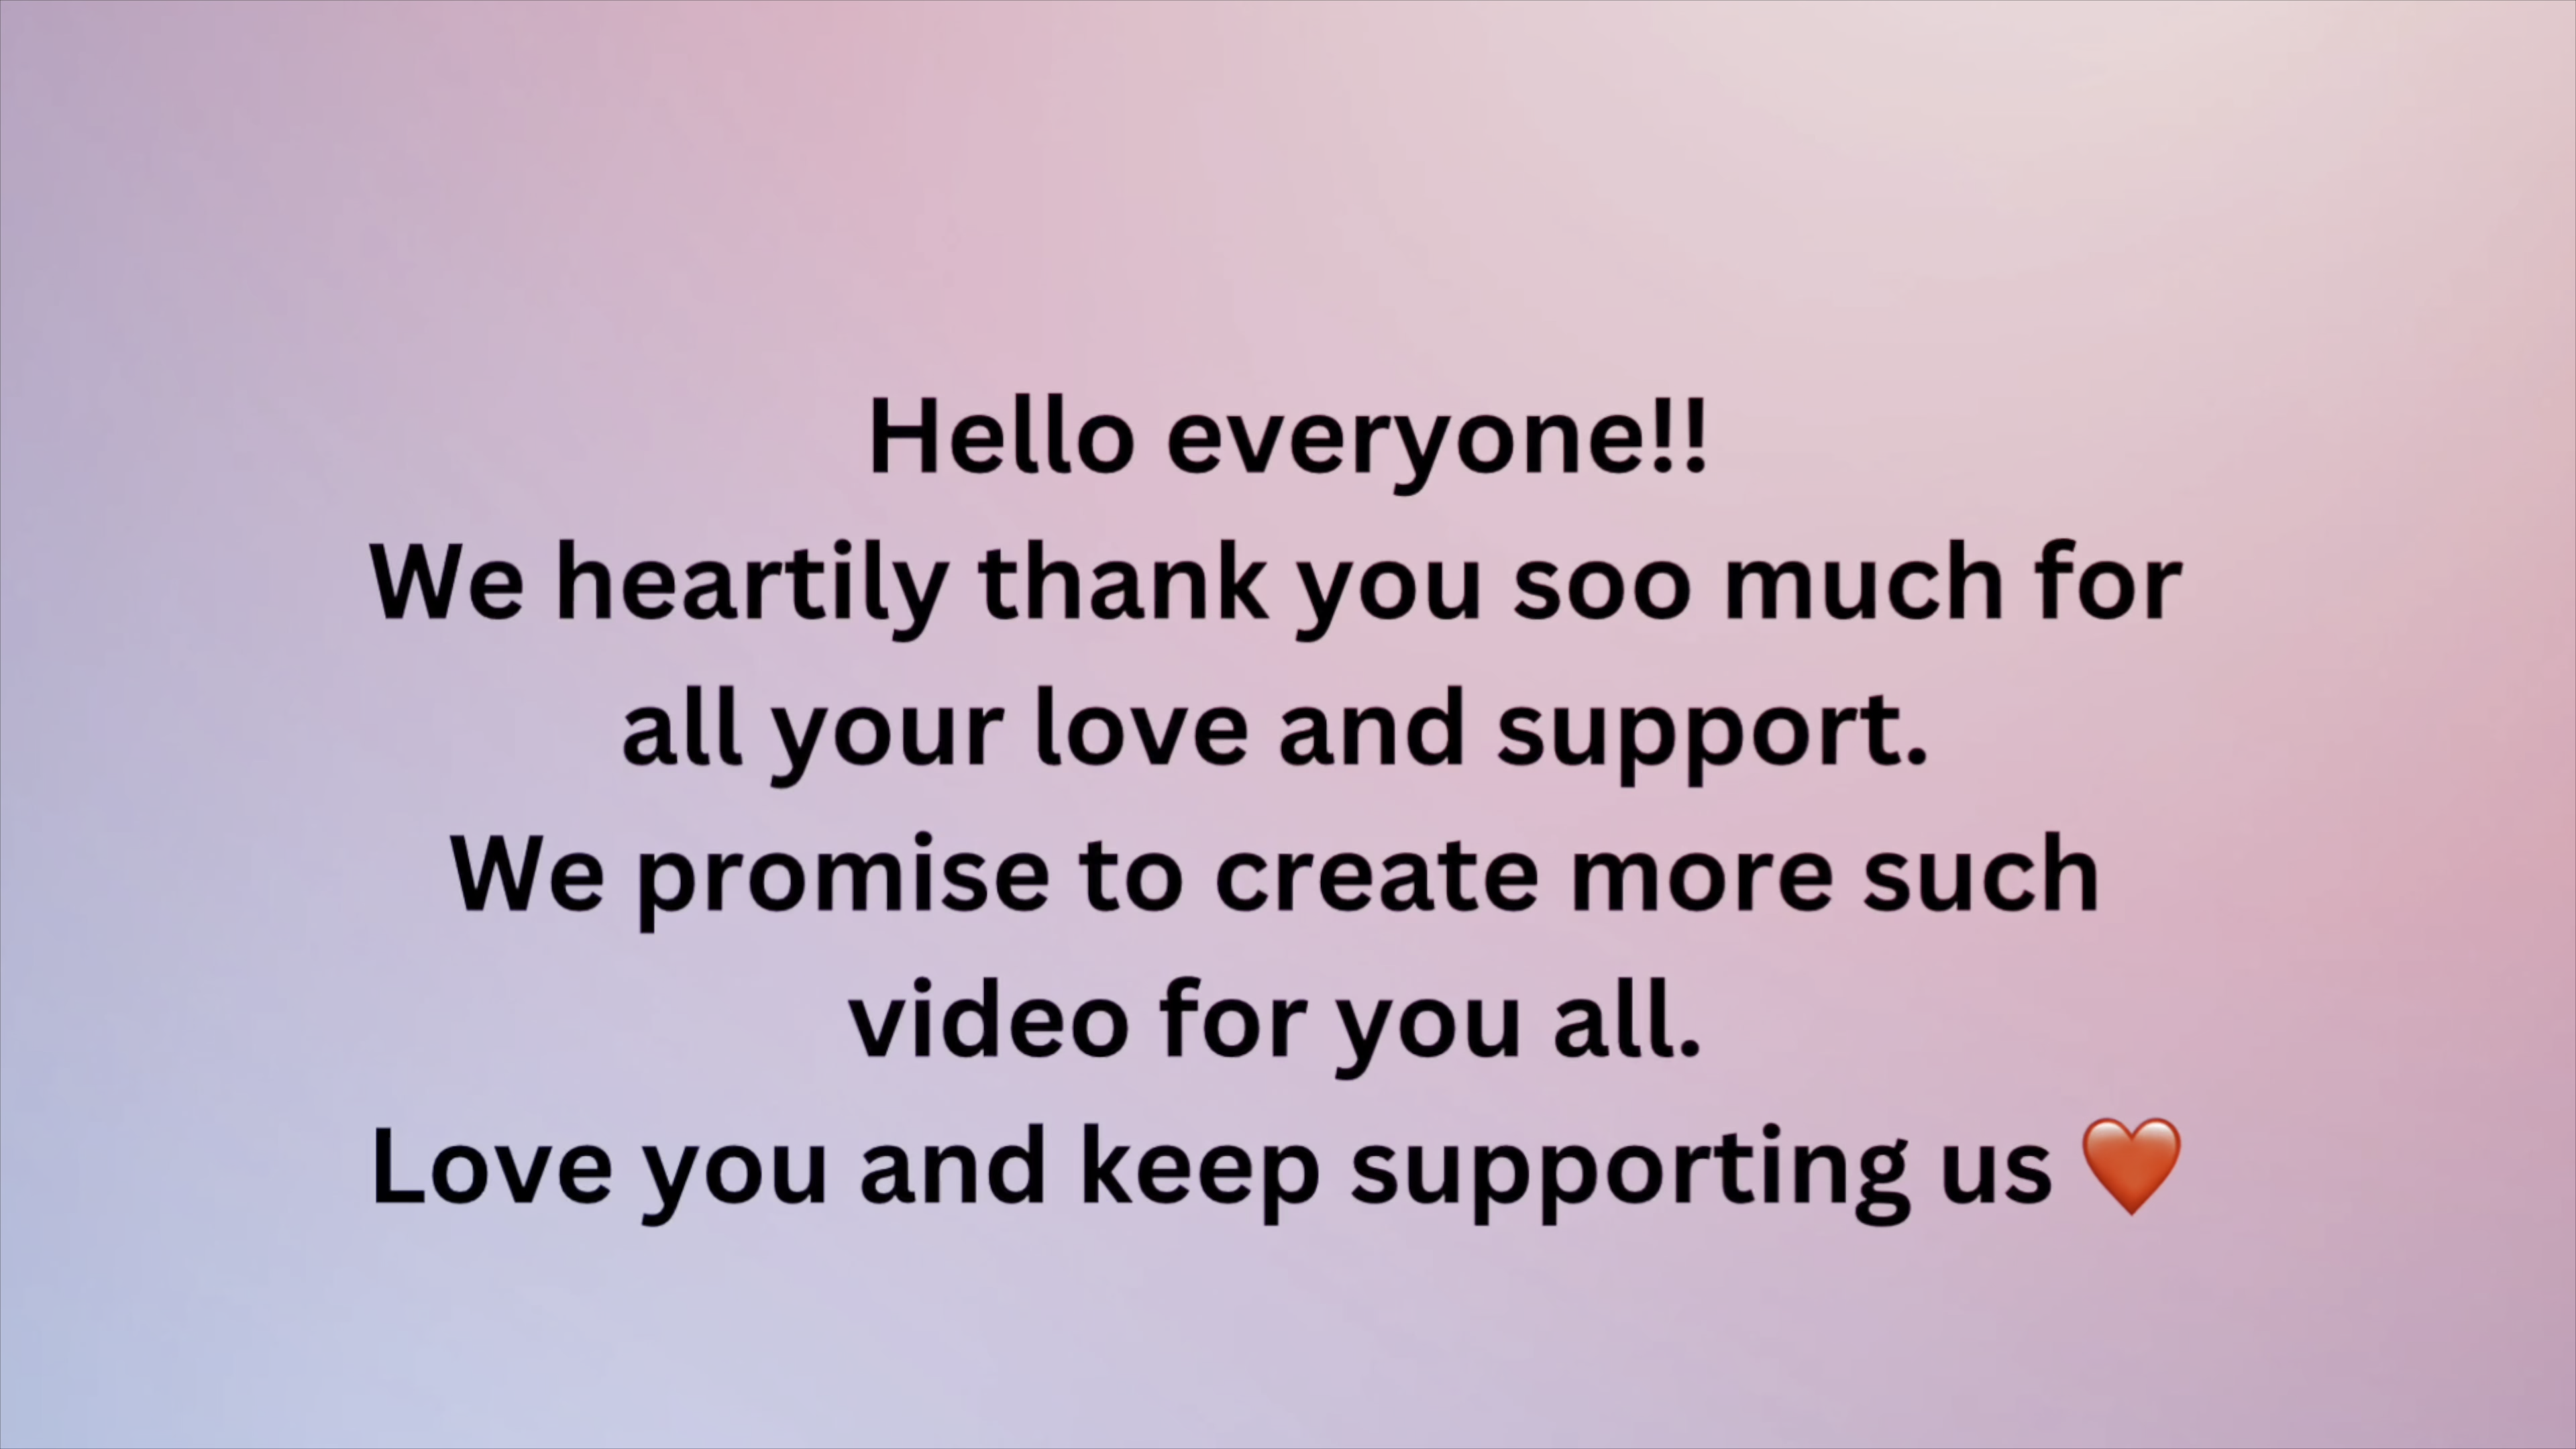 Hello everyone!!
We heartily thank you soo much for
all your love and support.
We promise to create more such
video for you all.
Love you and keep supporting us ❤️